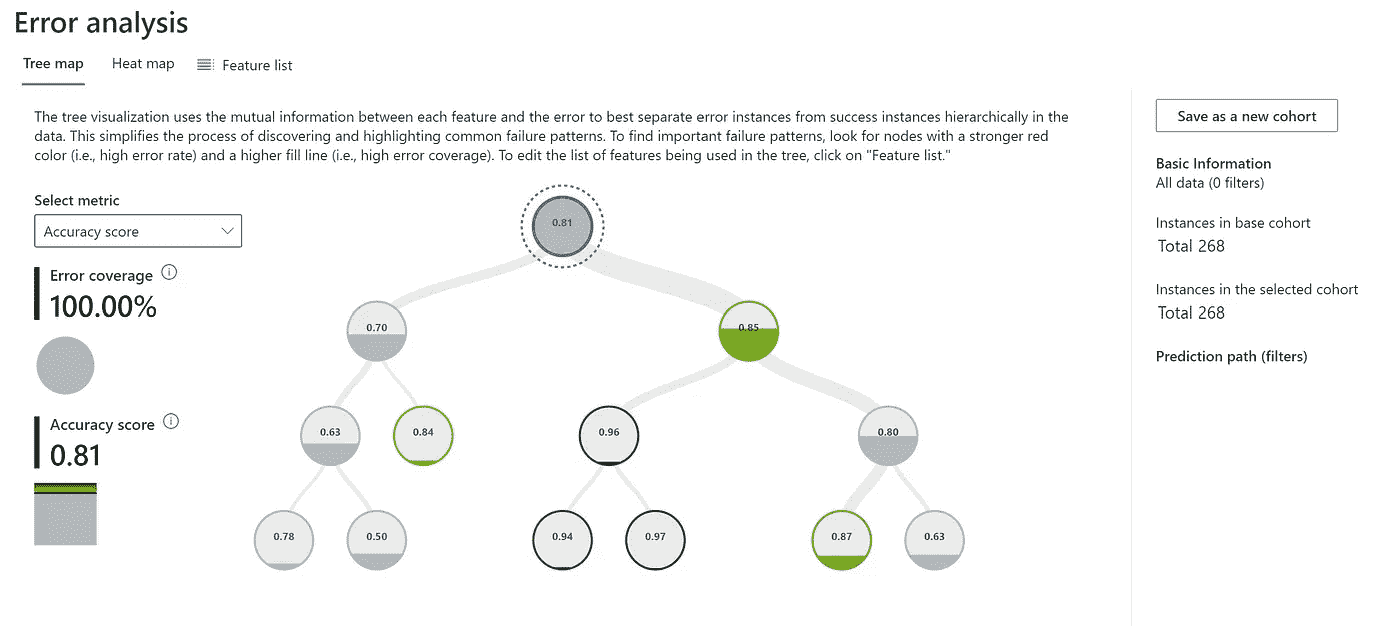 Error analysis
Tree map Heat map Feature list
The tree visualization uses the mutual information between each feature and the error to best separate error instances from success instances hierarchically in the
data. This simplifies the process of discovering and highlighting common failure patterns. To find important failure patterns, look for nodes with a stronger red
color (i.e., high error rate) and a higher fill line (i.e., high error coverage). To edit the list of features being used in the tree, click on "Feature list."
Select metric
Accuracy score
Error coverage
100.00%
Accuracy score
0.81
0.81
0.70 0.85
0.63 0.84 0.96 0.80
0.78 0.50 0.94 0.97 0.87 0.63
Save as a new cohort
Basic Information
All data (0 filters)
Instances in base cohort
Total 268
Instances in the selected cohort
Total 268
Prediction path (filters)